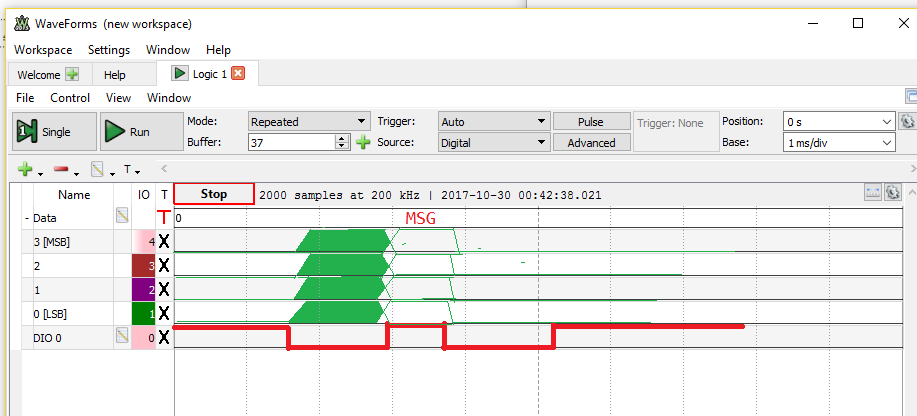 WaveForms (new workspace)
Workspace Settings Window Help
Welcome Help Logic 1
File Control View Window
1 Single Run Mode: Repeated Trigger: Auto Pulse Trigger: None Position: 0 s
Buffer: 37 Source: Digital Advanced Base: 1 ms/div
T
Name IO T Stop 2000 samples at 200 kHz | 2017-10-30 00:42:38.021
- Data T 0 MSG
3 [MSB] 4 X
2 3 X
1 2 X
0 [LSB] 1 X
DIO 0 0 X